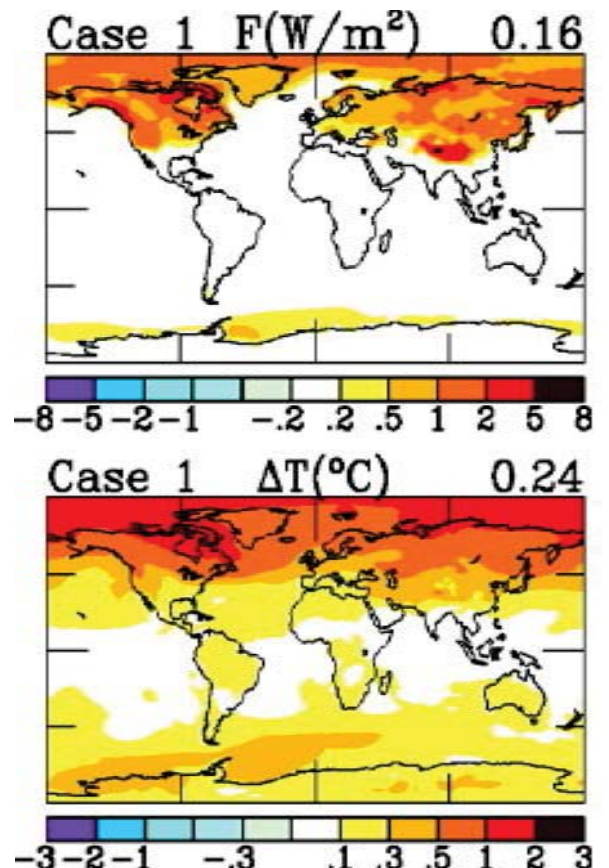 Case 1 F(W/m²) 0.16
-8 -5 -2 -1 -.2 .2 .5 1 2 5 8
Case 1 ΔT(°C) 0.24
-3 -2 -1 -.3 .1 .3 .5 1 2 3